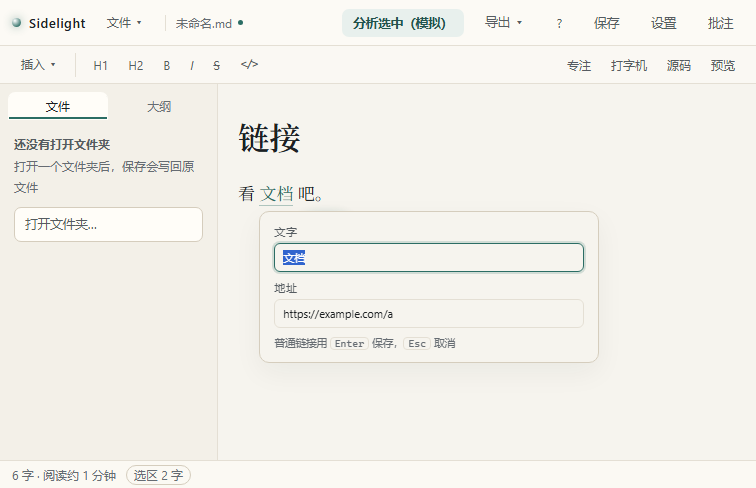 Sidelight 文件 ▾ 未命名.md • 分析选中（模拟） 导出 ▾ ? 保存 设置 批注
插入 ▾ H1 H2 B I S </> 专注 打字机 源码 预览
文件 大纲
还没有打开文件夹
打开一个文件夹后，保存会写回原
文件
打开文件夹...
链接
看 文档 吧。
文字
文档
地址
https://example.com/a
普通链接用 Enter 保存，Esc 取消
6 字 · 阅读约 1 分钟 选区 2 字